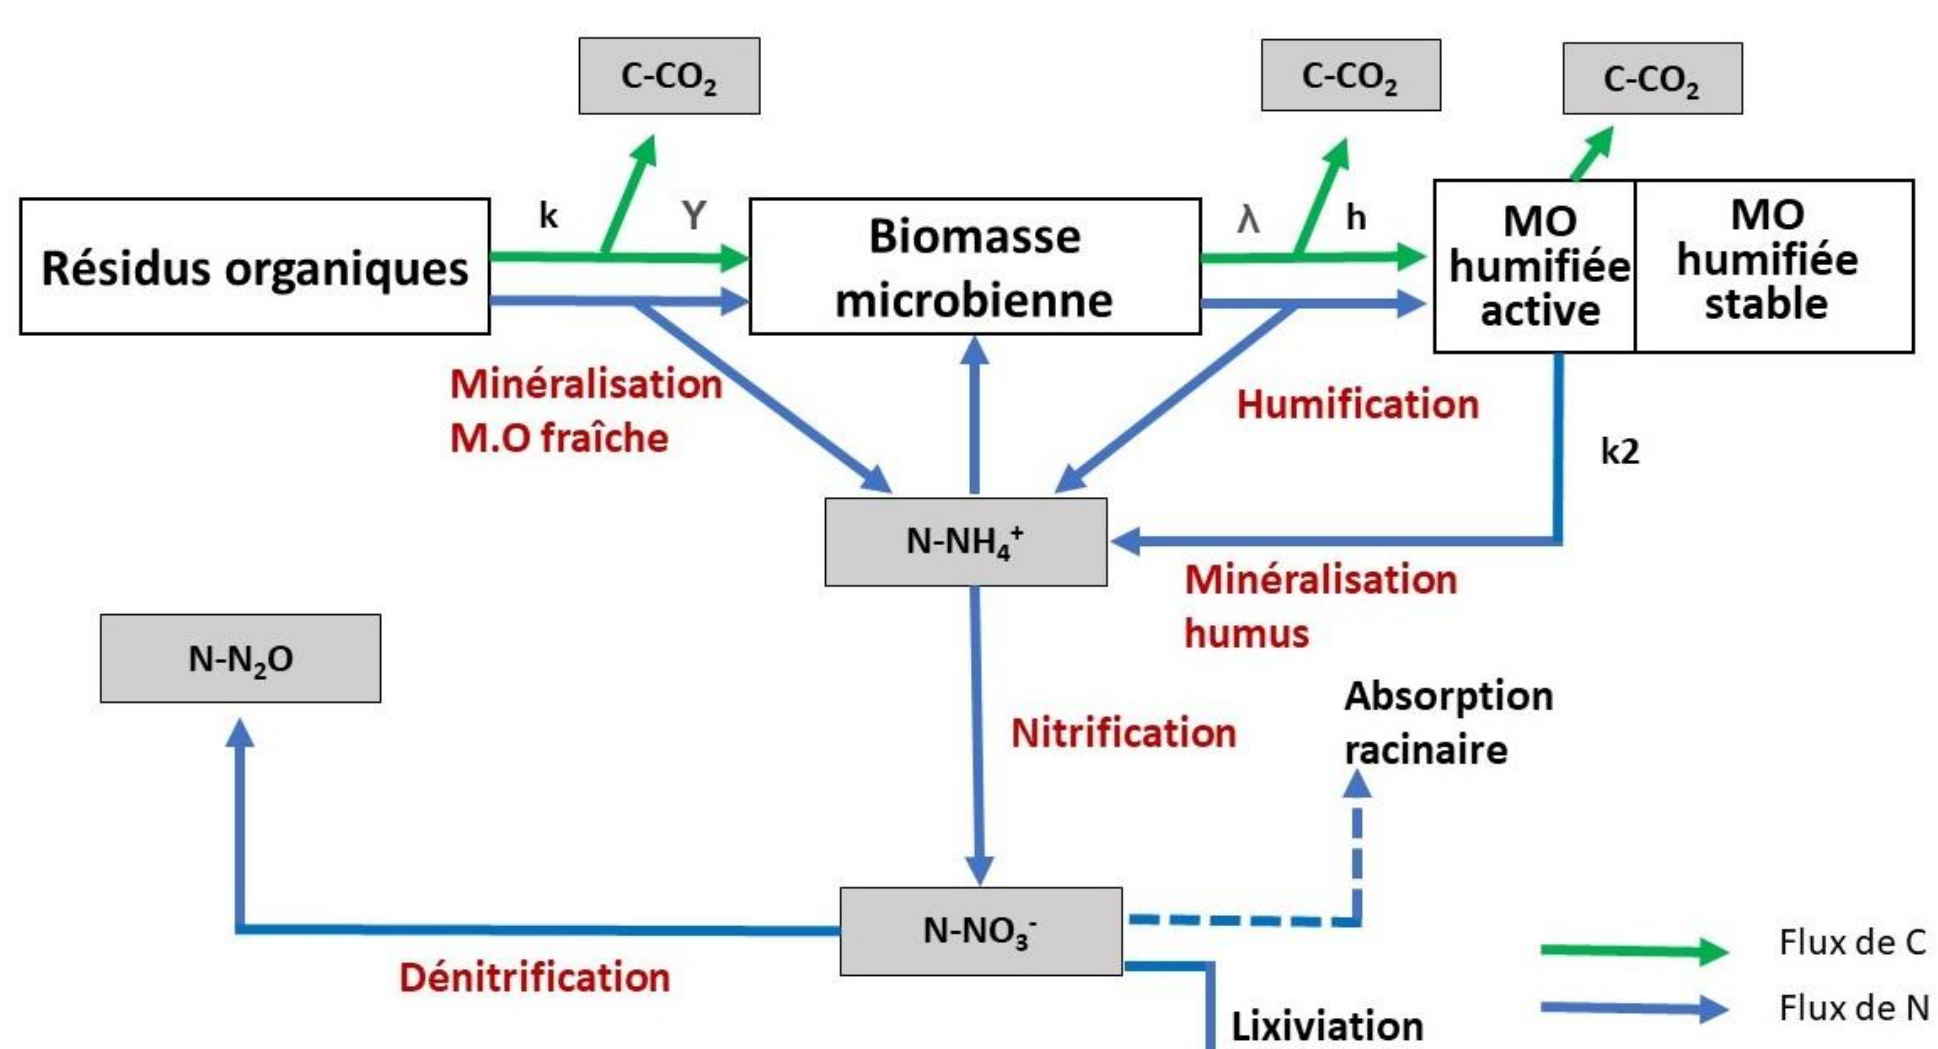 C-CO₂
C-CO₂
C-CO₂
k
Y
λ
h
Résidus organiques
Biomasse
microbienne
MO
humifiée
active
MO
humifiée
stable
Minéralisation
M.O fraîche
Humification
k2
N-NH₄⁺
Minéralisation
humus
N-N₂O
Nitrification
Absorption
racinaire
N-NO₃⁻
Dénitrification
Lixiviation
Flux de C
Flux de N